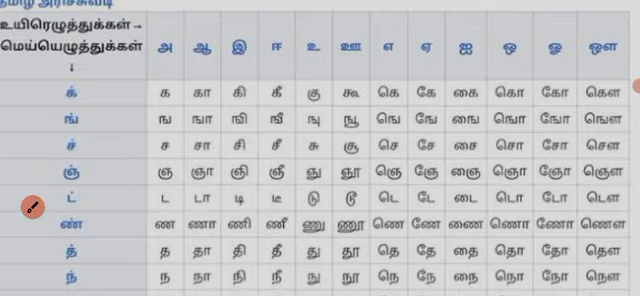 தமிழ் அரிச்சுவடி
உயிரெழுத்துக்கள்→
மெய்யெழுத்துக்கள் அ ஆ இ ஈ உ ஊ எ ஏ ஐ ஒ ஓ ஔ
↓
க் க கா கி கீ கு கூ கெ கே கை கொ கோ கௌ
ங் ங ஙா ஙி ஙீ ஙு ஙூ ஙெ ஙே ஙை ஙொ ஙோ ஙௌ
ச் ச சா சி சீ சு சூ செ சே சை சொ சோ சௌ
ஞ் ஞ ஞா ஞி ஞீ ஞு ஞூ ஞெ ஞே ஞை ஞொ ஞோ ஞௌ
ட் ட டா டி டீ டு டூ டெ டே டை டொ டோ டௌ
ண் ண ணா ணி ணீ ணு ணூ ணெ ணே ணை ணொ ணோ ணௌ
த் த தா தி தீ து தூ தெ தே தை தொ தோ தௌ
ந் ந நா நி நீ நு நூ நெ நே நை நொ நோ நௌ